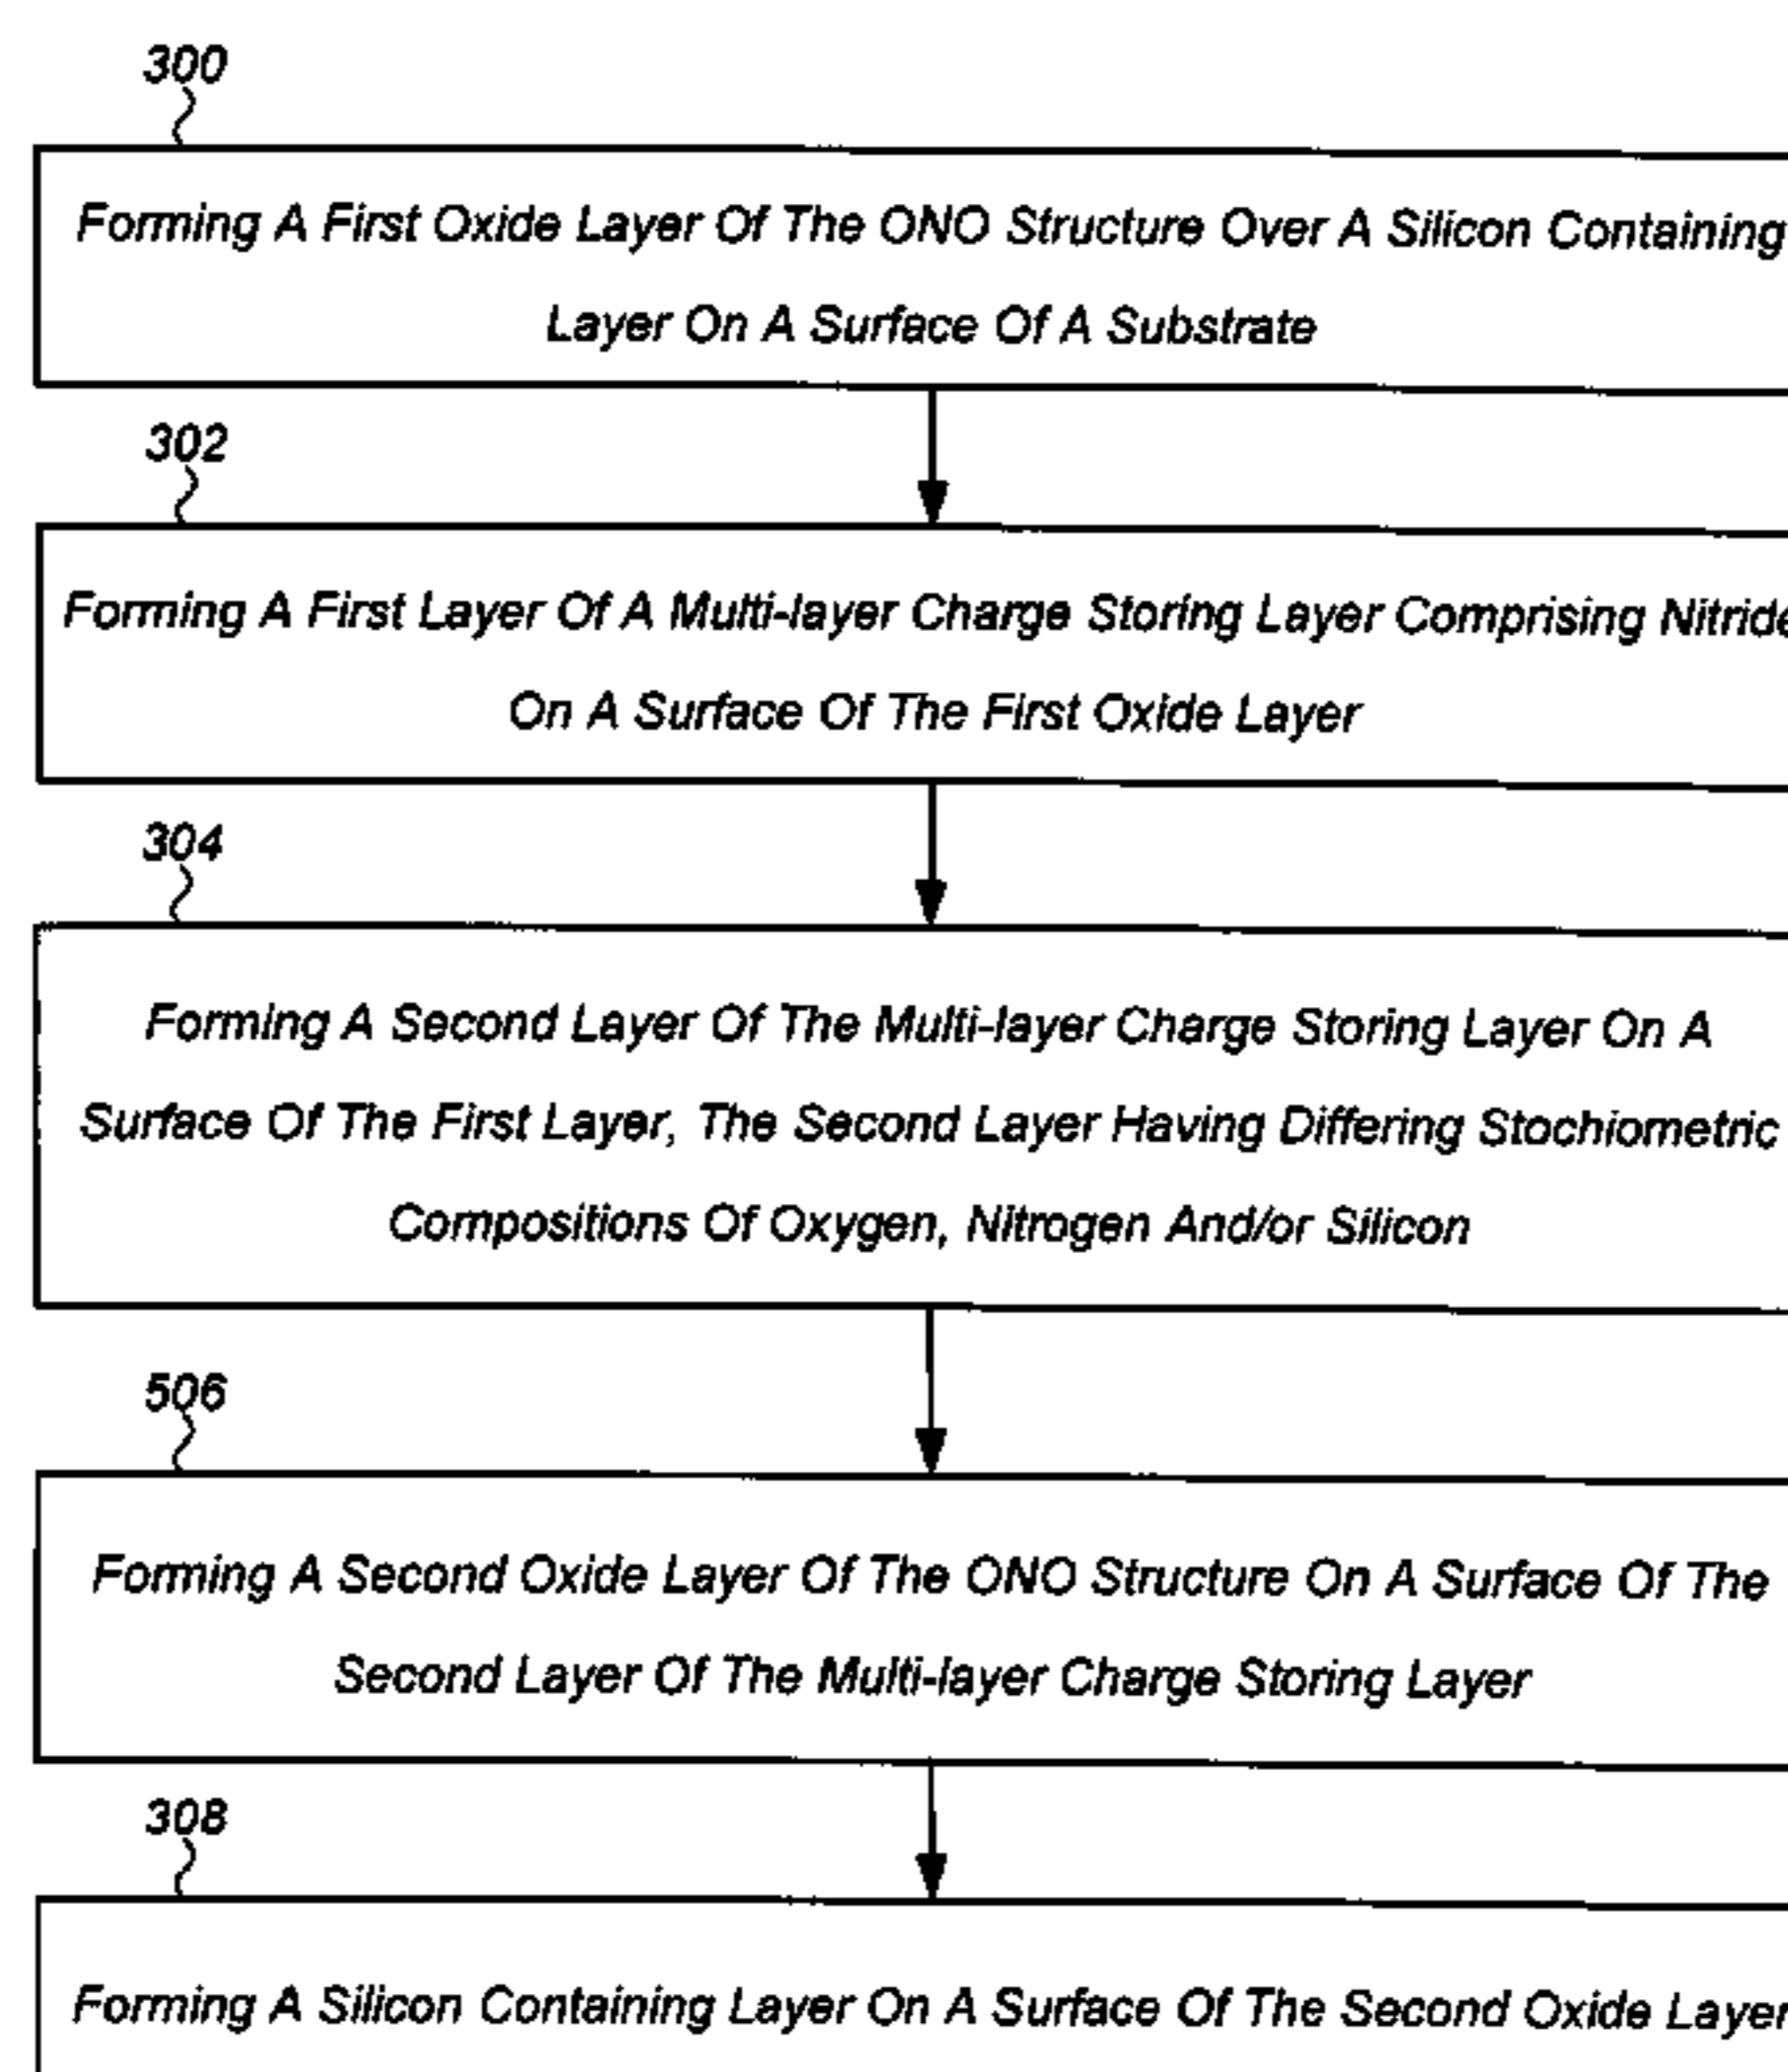 300
Forming A First Oxide Layer Of The ONO Structure Over A Silicon Containing
Layer On A Surface Of A Substrate
302
Forming A First Layer Of A Multi-layer Charge Storing Layer Comprising Nitride
On A Surface Of The First Oxide Layer
304
Forming A Second Layer Of The Multi-layer Charge Storing Layer On A
Surface Of The First Layer, The Second Layer Having Differing Stochiometric
Compositions Of Oxygen, Nitrogen And/or Silicon
506
Forming A Second Oxide Layer Of The ONO Structure On A Surface Of The
Second Layer Of The Multi-layer Charge Storing Layer
308
Forming A Silicon Containing Layer On A Surface Of The Second Oxide Layer